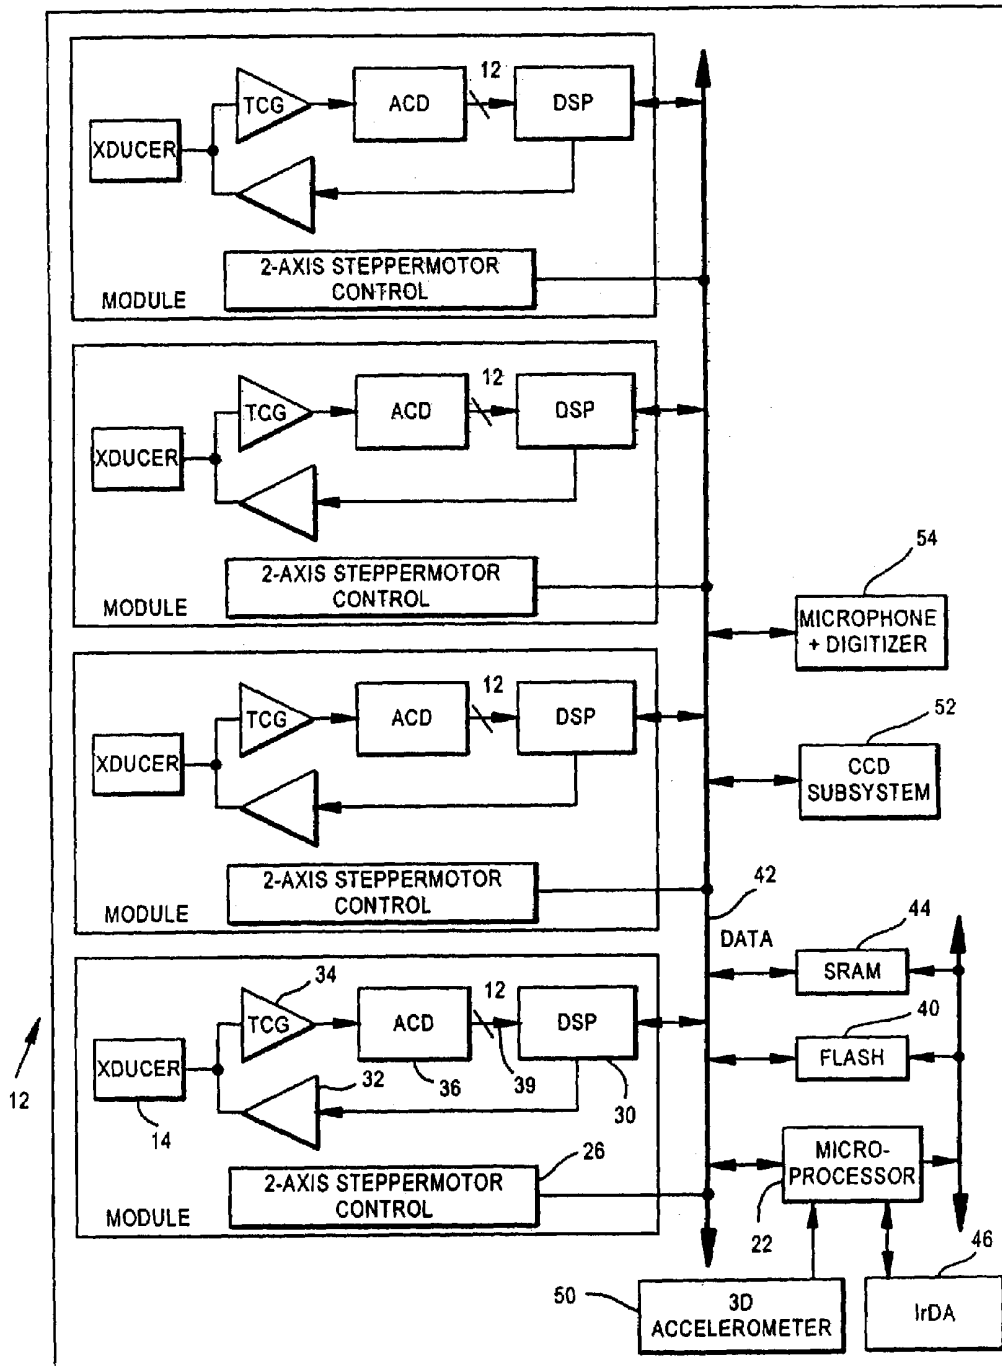 12
TCG
ACD
DSP
XDUCER
2-AXIS STEPPERMOTOR
CONTROL
MODULE
12
TCG
ACD
DSP
XDUCER
2-AXIS STEPPERMOTOR
CONTROL
MODULE
54
MICROPHONE
+ DIGITIZER
12
TCG
ACD
DSP
XDUCER
2-AXIS STEPPERMOTOR
CONTROL
MODULE
52
CCD
SUBSYSTEM
42
DATA
44
SRAM
40
FLASH
34
12
TCG
ACD
DSP
XDUCER
32
36
39
30
14
12
26
2-AXIS STEPPERMOTOR
CONTROL
MODULE
MICRO-
PROCESSOR
22
46
50
3D
ACCELEROMETER
IrDA